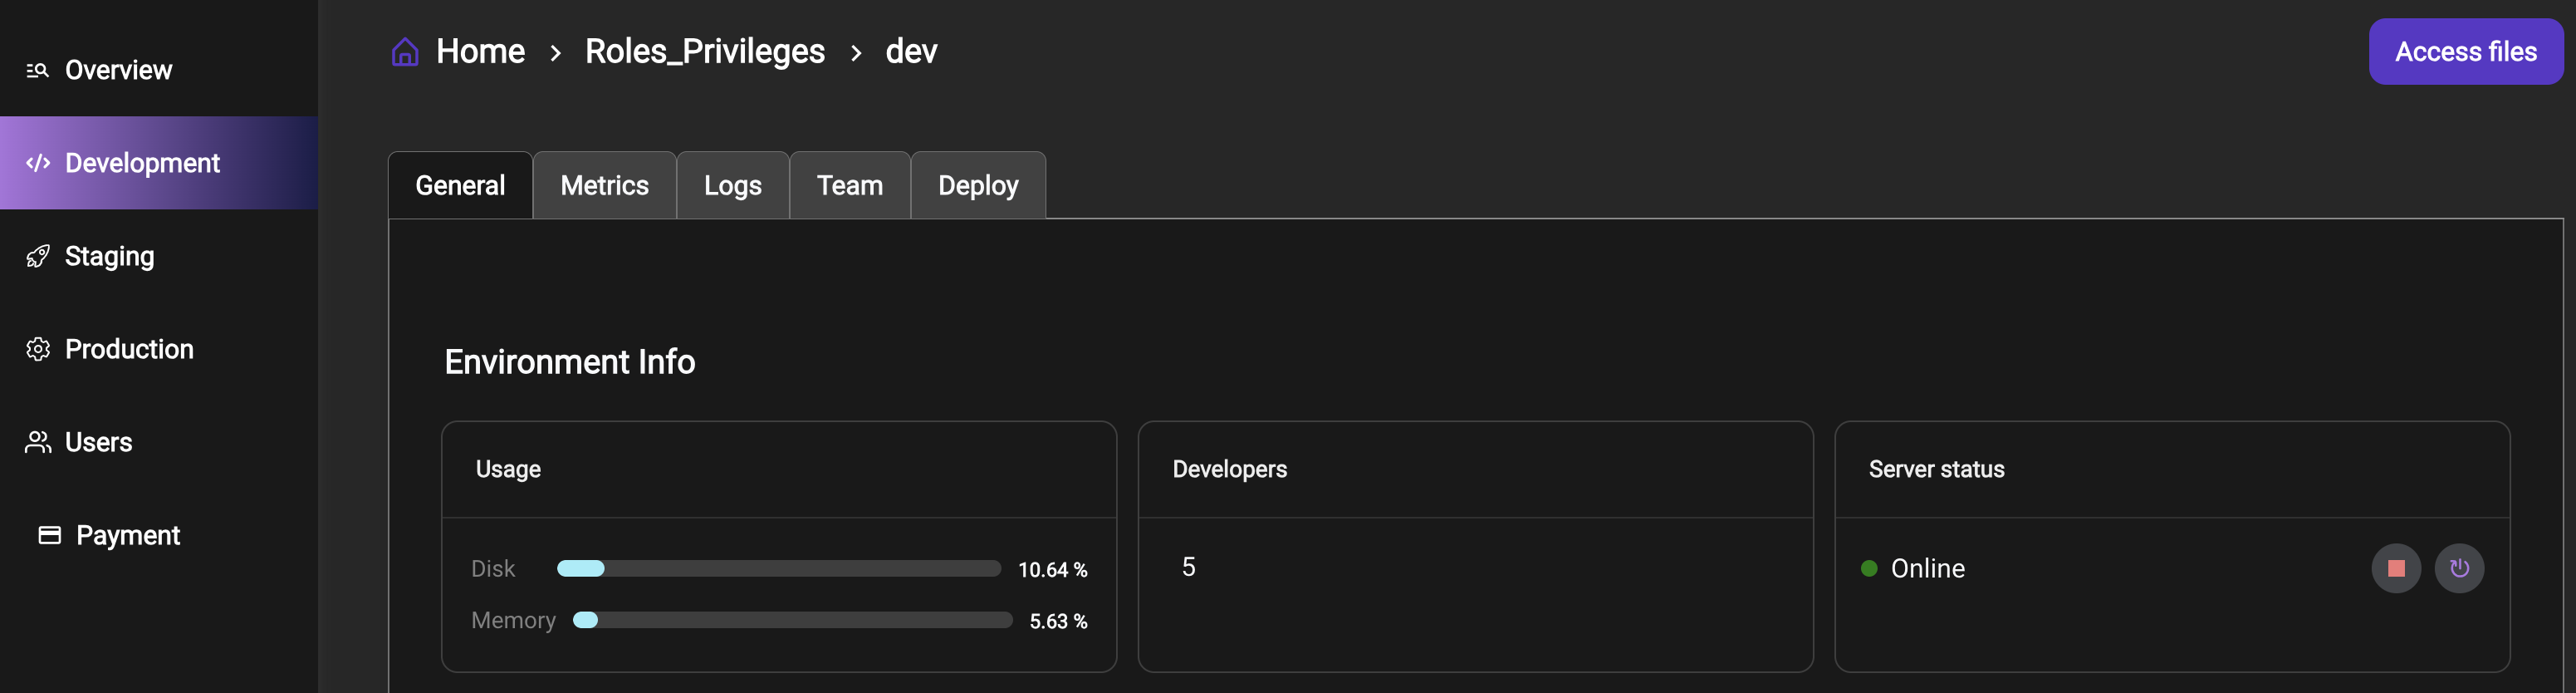 Overview
Development
Staging
Production
Users
Payment
Home > Roles_Privileges > dev
Access files
General
Metrics
Logs
Team
Deploy
Environment Info
Usage
Disk 10.64 %
Memory 5.63 %
Developers
5
Server status
Online